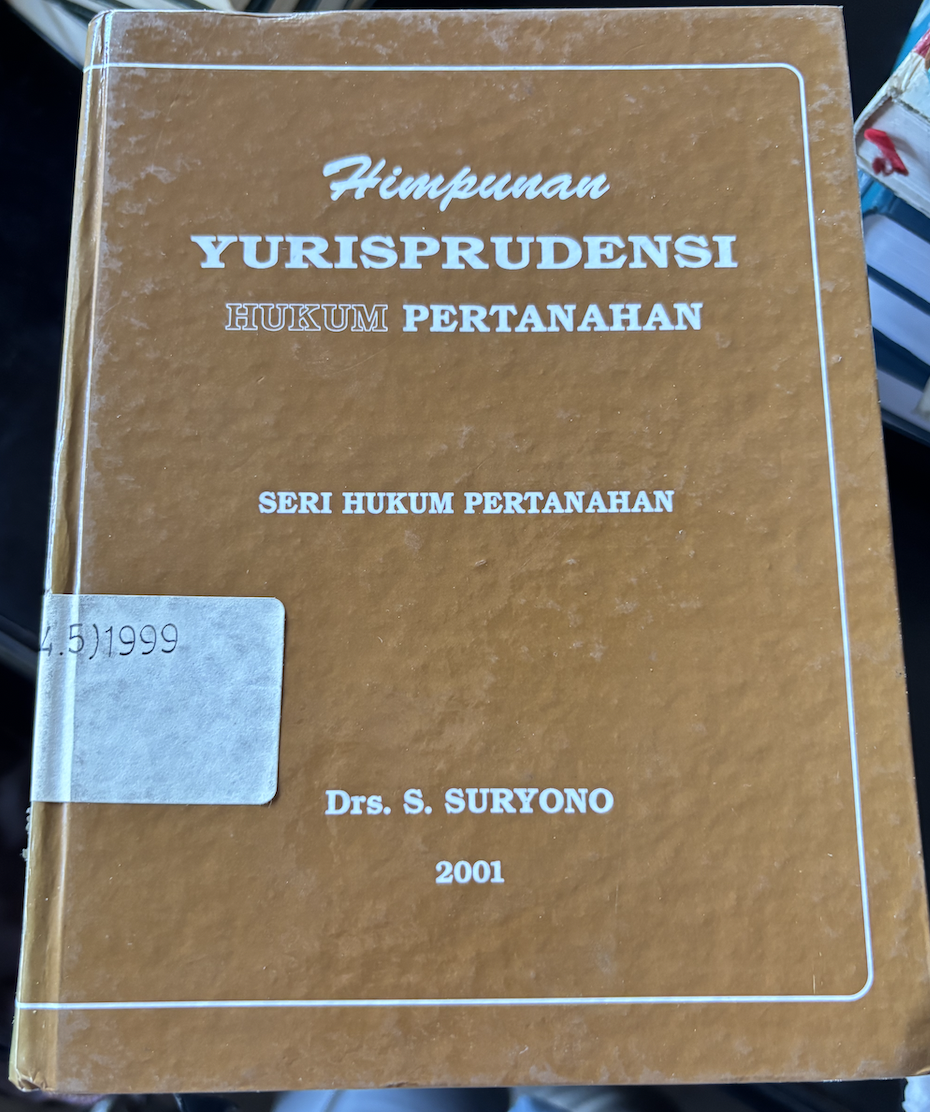 Himpunan
YURISPRUDENSI
HUKUM PERTANAHAN
SERI HUKUM PERTANAHAN
4.5)1999
Drs. S. SURYONO
2001